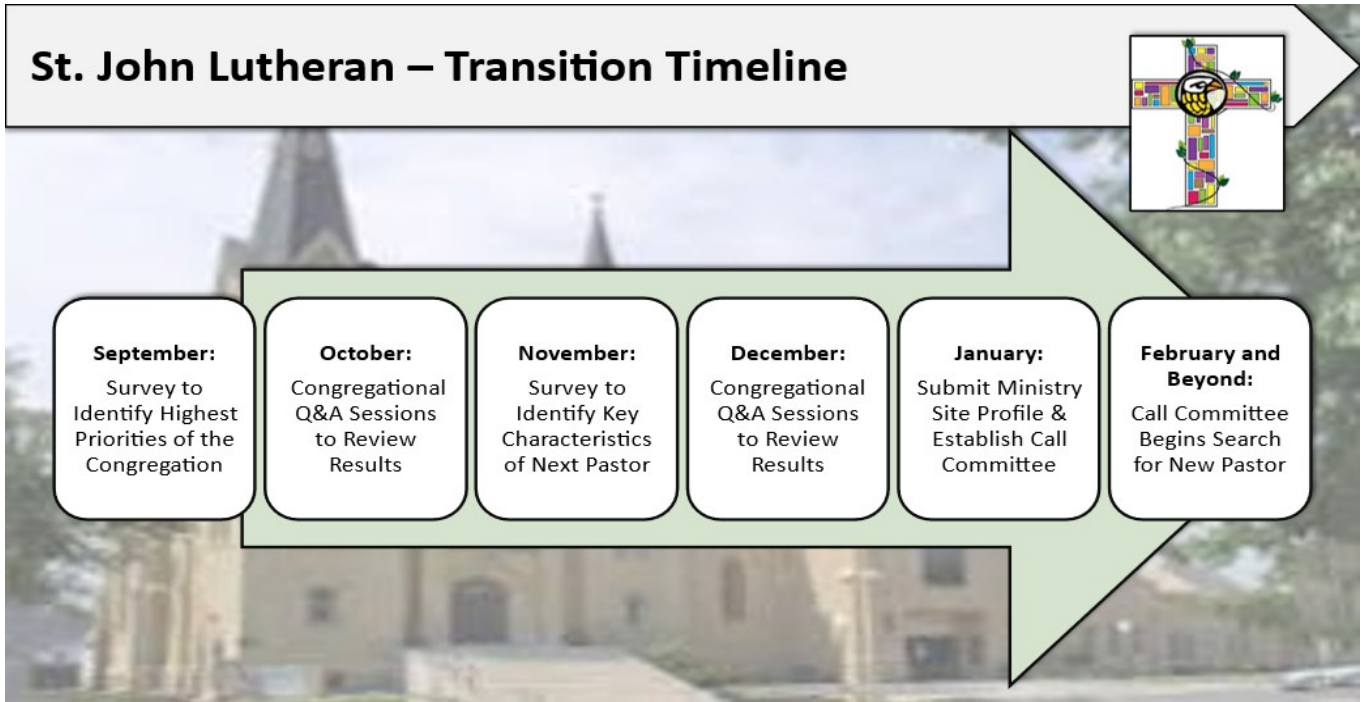 St. John Lutheran – Transition Timeline
September:
Survey to
Identify Highest
Priorities of the
Congregation
October:
Congregational
Q&A Sessions
to Review
Results
November:
Survey to
Identify Key
Characteristics
of Next Pastor
December:
Congregational
Q&A Sessions
to Review
Results
January:
Submit Ministry
Site Profile &
Establish Call
Committee
February and
Beyond:
Call Committee
Begins Search
for New Pastor